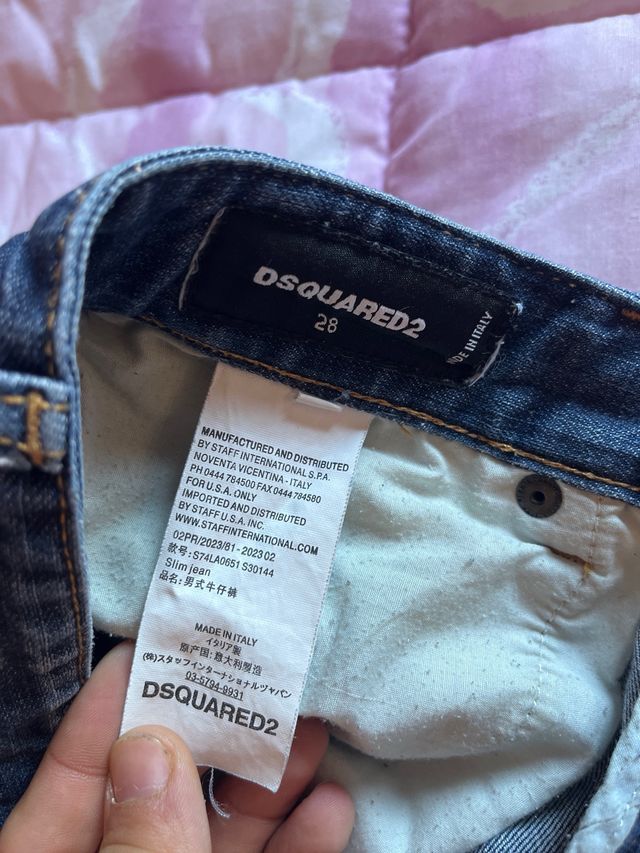 DSQUARED2
28
MADE IN ITALY
MANUFACTURED AND DISTRIBUTED
BY STAFF INTERNATIONAL S.P.A.
NOVENTA VICENTINA - ITALY
PH 0444 784500 FAX 0444 784580
FOR U.S.A. ONLY
IMPORTED AND DISTRIBUTED
BY STAFF U.S.A. INC.
WWW.STAFFINTERNATIONAL.COM
02PR/2023/81-2023 02
款号: S74LA0651 S30144
Slim jean
品名: 男式牛仔裤
MADE IN ITALY
イタリア製
原产国: 意大利制造
(株)スタッフインターナショナルジャパン
03-5794-9931
DSQUARED2